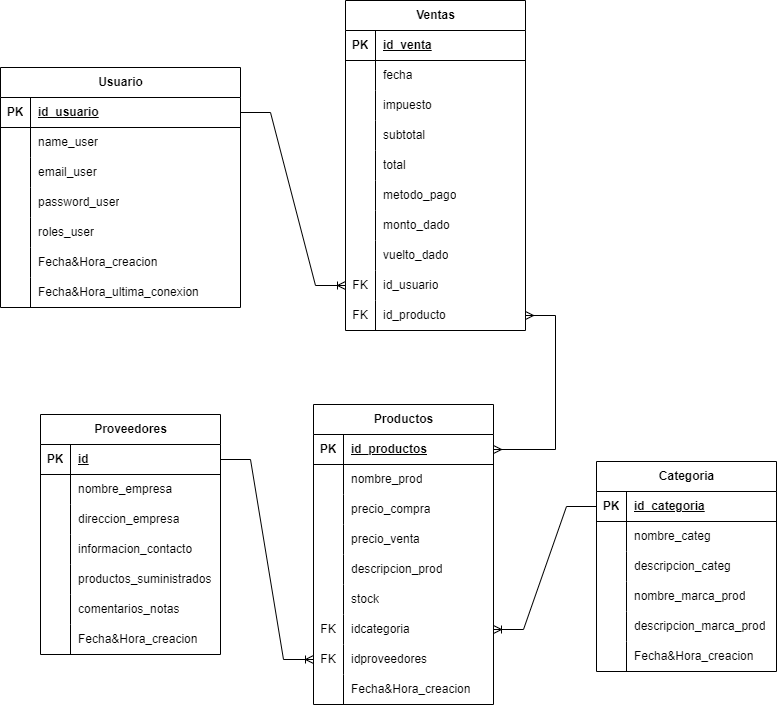 Ventas
PK id_venta
fecha
impuesto
subtotal
total
metodo_pago
monto_dado
vuelto_dado
FK id_usuario
FK id_producto
Usuario
PK id_usuario
name_user
email_user
password_user
roles_user
Fecha&Hora_creacion
Fecha&Hora_ultima_conexion
Proveedores
PK id
nombre_empresa
direccion_empresa
informacion_contacto
productos_suministrados
comentarios_notas
Fecha&Hora_creacion
Productos
PK id_productos
nombre_prod
precio_compra
precio_venta
descripcion_prod
stock
FK idcategoria
FK idproveedores
Fecha&Hora_creacion
Categoria
PK id_categoria
nombre_categ
descripcion_categ
nombre_marca_prod
descripcion_marca_prod
Fecha&Hora_creacion